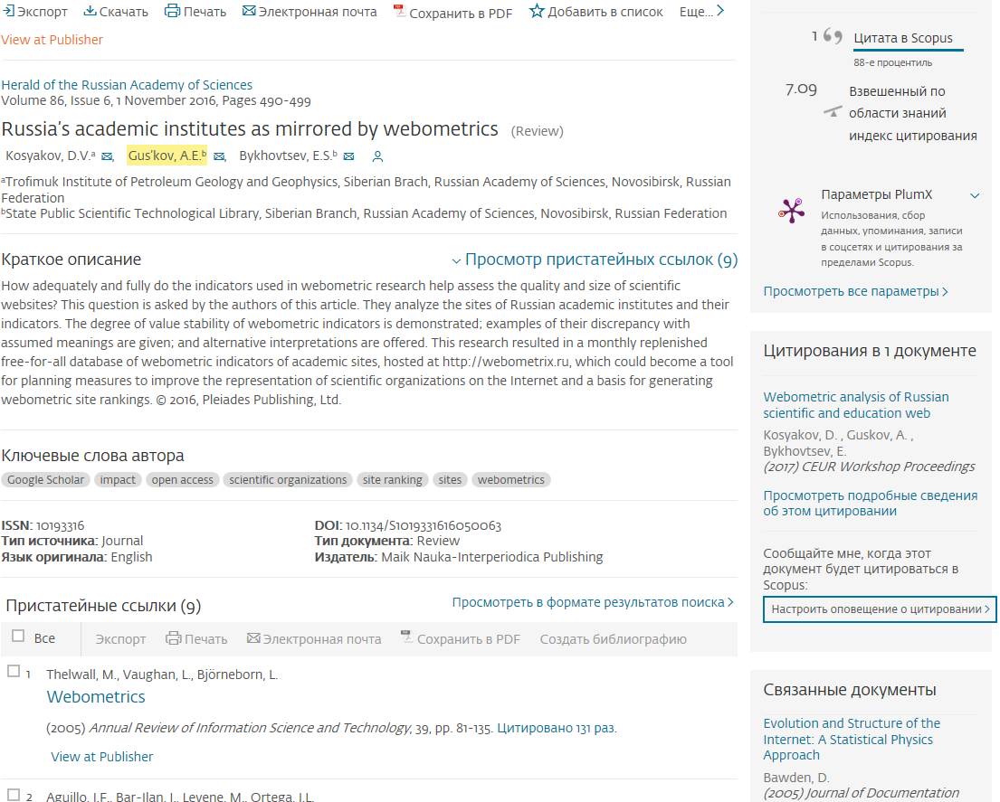 Экспорт Скачать Печать Электронная почта Сохранить в PDF Добавить в список Еще...
View at Publisher
Herald of the Russian Academy of Sciences
Volume 86, Issue 6, 1 November 2016, Pages 490-499
Russia's academic institutes as mirrored by webometrics (Review)
Kosyakov, D.V.ᵃ, Gus'kov, A.E.ᵇ, Bykhovtsev, E.S.ᵇ
ᵃTrofimuk Institute of Petroleum Geology and Geophysics, Siberian Brach, Russian Academy of Sciences, Novosibirsk, Russian
Federation
ᵇState Public Scientific Technological Library, Siberian Branch, Russian Academy of Sciences, Novosibirsk, Russian Federation
Краткое описание
Просмотр пристатейных ссылок (9)
How adequately and fully do the indicators used in webometric research help assess the quality and size of scientific
websites? This question is asked by the authors of this article. They analyze the sites of Russian academic institutes and their
indicators. The degree of value stability of webometric indicators is demonstrated; examples of their discrepancy with
assumed meanings are given; and alternative interpretations are offered. This research resulted in a monthly replenished
free-for-all database of webometric indicators of academic sites, hosted at http://webometrix.ru, which could become a tool
for planning measures to improve the representation of scientific organizations on the Internet and a basis for generating
webometric site rankings. © 2016, Pleiades Publishing, Ltd.
Ключевые слова автора
Google Scholar impact open access scientific organizations site ranking sites webometrics
ISSN: 10193316
Тип источника: Journal
Язык оригинала: English
DOI: 10.1134/S1019331616050063
Тип документа: Review
Издатель: Maik Nauka-Interperiodica Publishing
Пристатейные ссылки (9)
Просмотреть в формате результатов поиска
Все Экспорт Печать Электронная почта Сохранить в PDF Создать библиографию
1 Thelwall, M., Vaughan, L., Björneborn, L.
Webometrics
(2005) Annual Review of Information Science and Technology, 39, pp. 81-135. Цитировано 131 раз.
View at Publisher
2 Aguillo, I.F., Bar-Ilan, J., Levene, M., Ortega, J.L.
1 Цитата в Scopus
88-е процентиль
7.09 Взвешенный по
области знаний
индекс цитирования
Параметры PlumX
Использования, сбор
данных, упоминания, записи
в соцсетях и цитирования за
пределами Scopus.
Просмотреть все параметры
Цитирования в 1 документе
Webometric analysis of Russian
scientific and education web
Kosyakov, D. , Guskov, A. ,
Bykhovtsev, E.
(2017) CEUR Workshop Proceedings
Просмотреть подробные сведения
об этом цитировании
Сообщайте мне, когда этот
документ будет цитироваться в
Scopus:
Настроить оповещение о цитировании
Связанные документы
Evolution and Structure of the
Internet: A Statistical Physics
Approach
Bawden, D.
(2005) Journal of Documentation